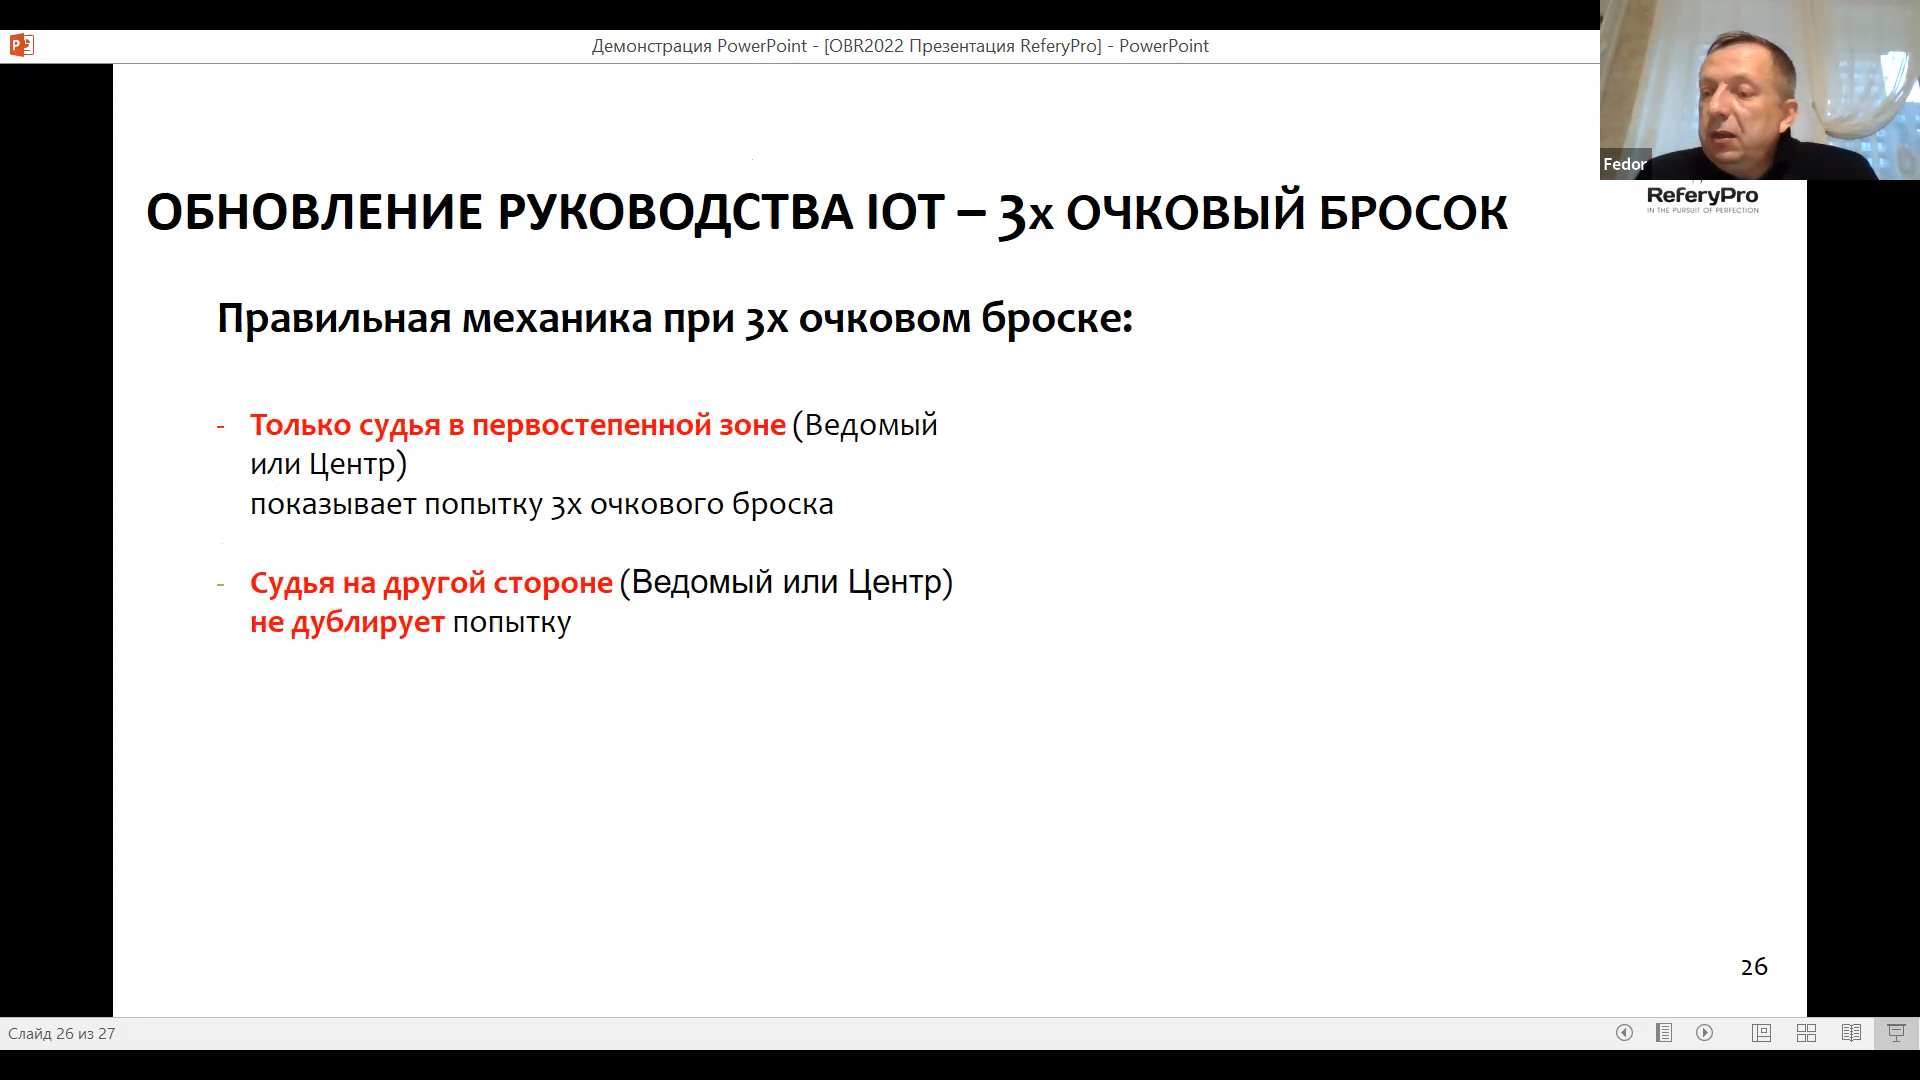 Демонстрация PowerPoint - [OBR2022 Презентация ReferyPro] - PowerPoint
Fedor
ReferyPro
IN THE PURSUIT OF PERFECTION
ОБНОВЛЕНИЕ РУКОВОДСТВА IOT – 3х ОЧКОВЫЙ БРОСОК
Правильная механика при 3х очковом броске:
- Только судья в первостепенной зоне (Ведомый
или Центр)
показывает попытку 3х очкового броска
- Судья на другой стороне (Ведомый или Центр)
не дублирует попытку
26
Слайд 26 из 27